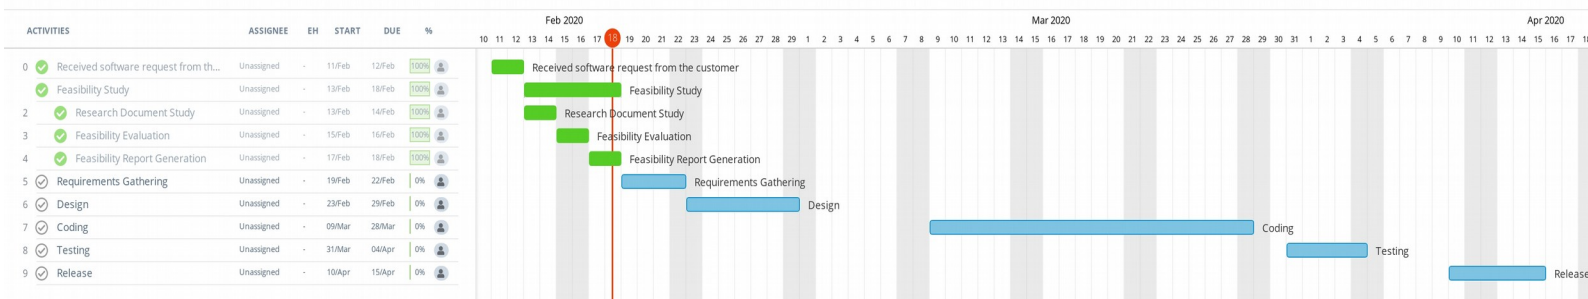 Feb 2020 Mar 2020 Apr 2020
ACTIVITIES ASSIGNEE EH START DUE %
10 11 12 13 14 15 16 17 18 19 20 21 22 23 24 25 26 27 28 29 1 2 3 4 5 6 7 8 9 10 11 12 13 14 15 16 17 18 19 20 21 22 23 24 25 26 27 28 29 30 31 1 2 3 4 5 6 7 8 9 10 11 12 13 14 15 16 17 18
0 Received software request from th... Unassigned - 11/Feb 12/Feb 100% Received software request from the customer
Feasibility Study Unassigned - 13/Feb 18/Feb 100% Feasibility Study
2 Research Document Study Unassigned - 13/Feb 14/Feb 100% Research Document Study
3 Feasibility Evaluation Unassigned - 15/Feb 16/Feb 100% Feasibility Evaluation
4 Feasibility Report Generation Unassigned - 17/Feb 18/Feb 100% Feasibility Report Generation
5 Requirements Gathering Unassigned - 19/Feb 22/Feb 0% Requirements Gathering
6 Design Unassigned - 23/Feb 29/Feb 0% Design
7 Coding Unassigned - 09/Mar 28/Mar 0% Coding
8 Testing Unassigned - 31/Mar 04/Apr 0% Testing
9 Release Unassigned - 10/Apr 15/Apr 0% Release